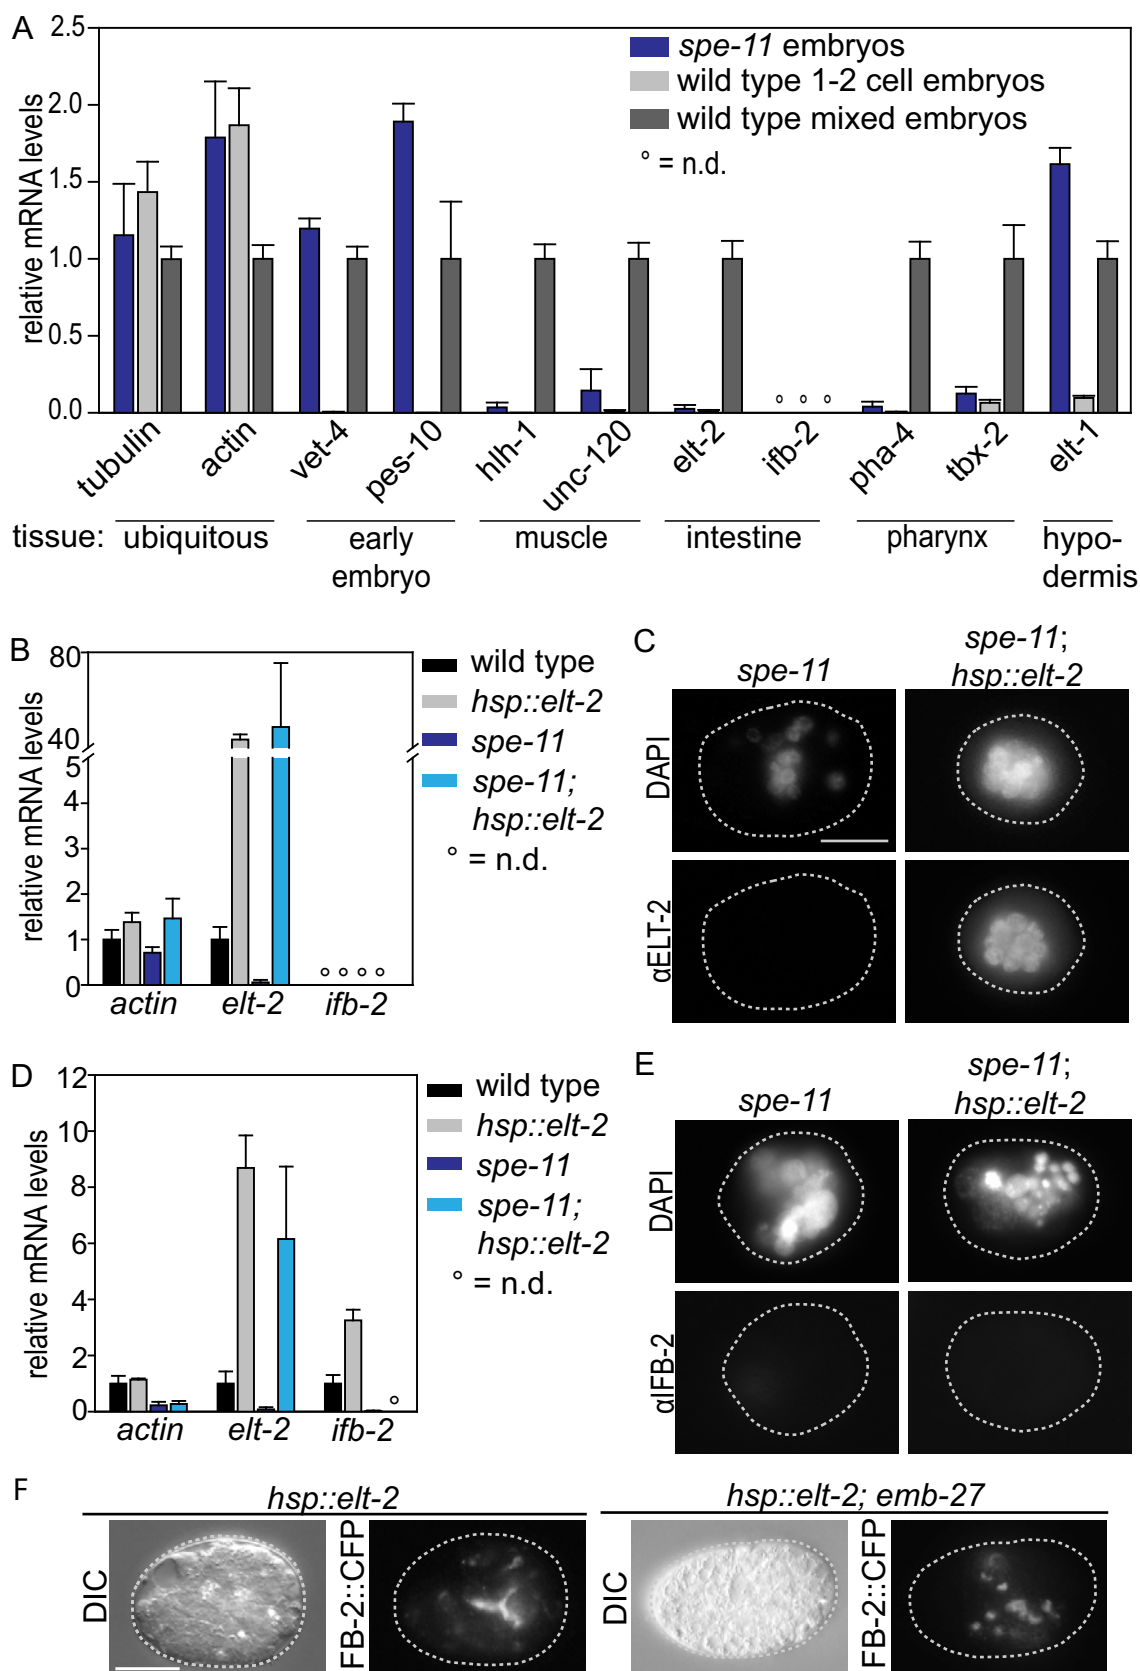 A
2.5
2.0
1.5
1.0
0.5
0.0
relative mRNA levels
spe-11 embryos
wild type 1-2 cell embryos
wild type mixed embryos
° = n.d.
tubulin
actin
vet-4
pes-10
hlh-1
unc-120
elt-2
ifb-2
pha-4
tbx-2
elt-1
tissue:
ubiquitous
early
embryo
muscle
intestine
pharynx
hypo-
dermis
B
80
40
5
4
3
2
1
0
relative mRNA levels
wild type
hsp::elt-2
spe-11
spe-11;
hsp::elt-2
° = n.d.
actin
elt-2
ifb-2
C
spe-11
spe-11;
hsp::elt-2
DAPI
αELT-2
D
12
10
8
6
4
2
0
relative mRNA levels
wild type
hsp::elt-2
spe-11
spe-11;
hsp::elt-2
° = n.d.
actin
elt-2
ifb-2
E
spe-11
spe-11;
hsp::elt-2
DAPI
αIFB-2
F
hsp::elt-2
hsp::elt-2; emb-27
DIC
FB-2::CFP
DIC
FB-2::CFP